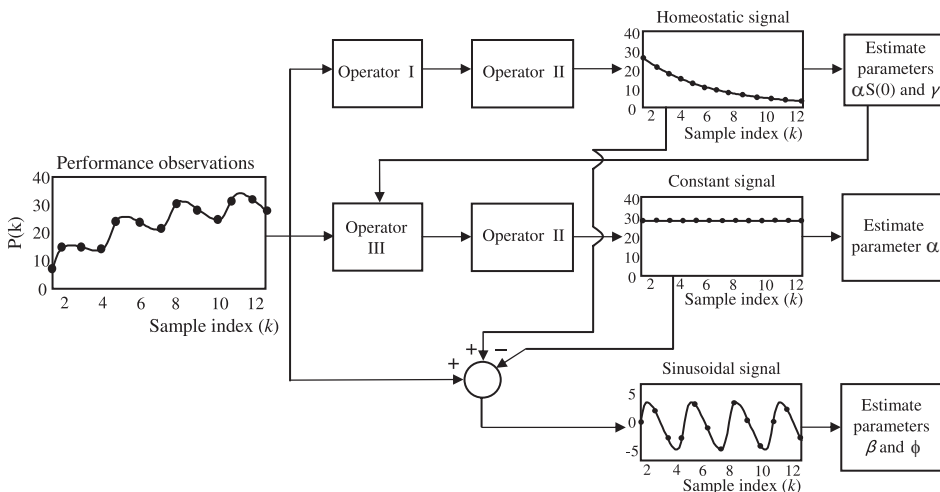 Homeostatic signal
40
30
20
10
0
2 4 6 8 10 12
Sample index (k)
Operator I
Operator II
Estimate
parameters
αS(0) and γ
Performance observations
40
30
20
10
0
P(k)
2 4 6 8 10 12
Sample index (k)
Operator
III
Operator II
Constant signal
40
30
20
10
0
2 4 6 8 10 12
Sample index (k)
Estimate
parameter α
+ + −
Sinusoidal signal
5
0
-5
2 4 6 8 10 12
Sample index (k)
Estimate
parameters
β and ϕ